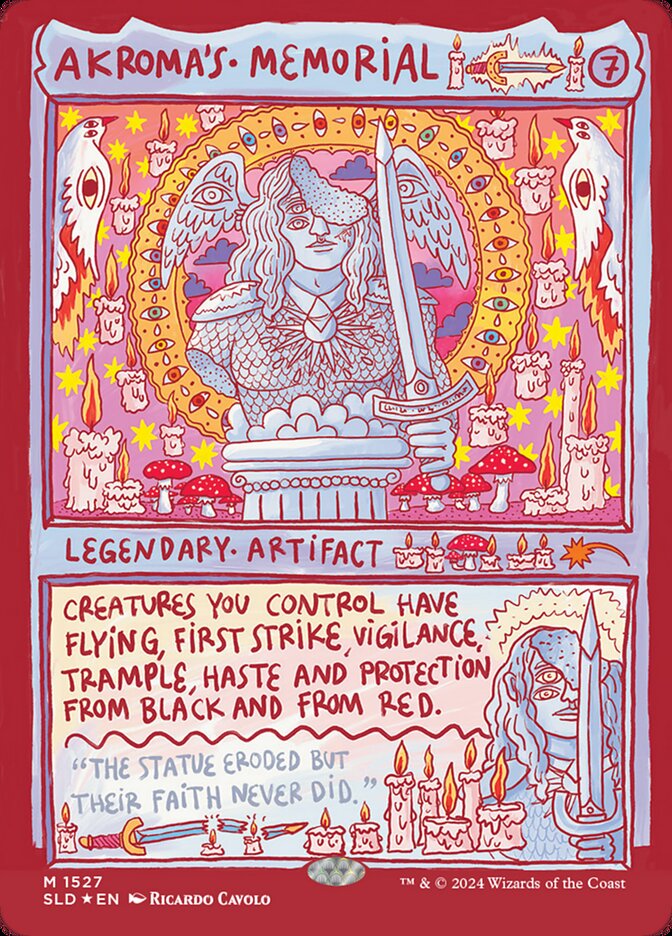 AKROMA'S · MEMORIAL 7
LEGENDARY · ARTIFACT
CREATURES YOU CONTROL HAVE
FLYING, FIRST STRIKE, VIGILANCE,
TRAMPLE, HASTE AND PROTECTION
FROM BLACK AND FROM RED.
"THE STATUE ERODED BUT
THEIR FAITH NEVER DID."
M 1527
SLD ★ EN RICARDO CAVOLO
™ & © 2024 Wizards of the Coast